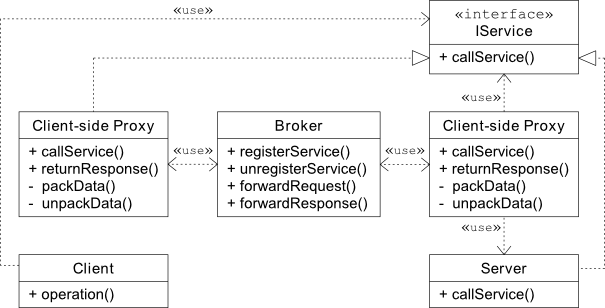 «use»
«interface»
IService
+ callService()
«use»
Client-side Proxy
+ callService()
+ returnResponse()
- packData()
- unpackData()
«use»
Broker
+ registerService()
+ unregisterService()
+ forwardRequest()
+ forwardResponse()
«use»
Client-side Proxy
+ callService()
+ returnResponse()
- packData()
- unpackData()
«use»
Client
+ operation()
Server
+ callService()